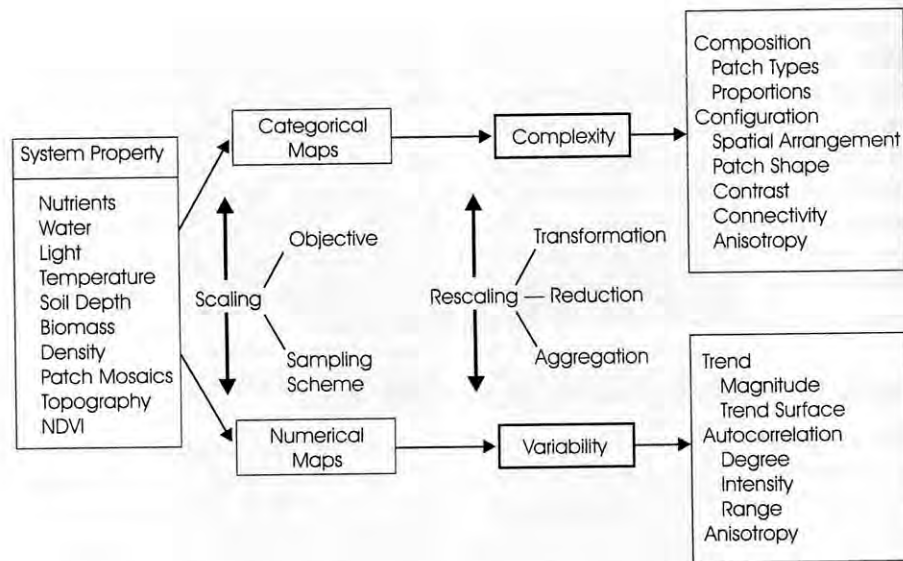 System Property
Nutrients
Water
Light
Temperature
Soil Depth
Biomass
Density
Patch Mosaics
Topography
NDVI
Categorical
Maps
Scaling
Objective
Sampling
Scheme
Numerical
Maps
Complexity
Rescaling — Reduction
Transformation
Aggregation
Variability
Composition
Patch Types
Proportions
Configuration
Spatial Arrangement
Patch Shape
Contrast
Connectivity
Anisotropy
Trend
Magnitude
Trend Surface
Autocorrelation
Degree
Intensity
Range
Anisotropy